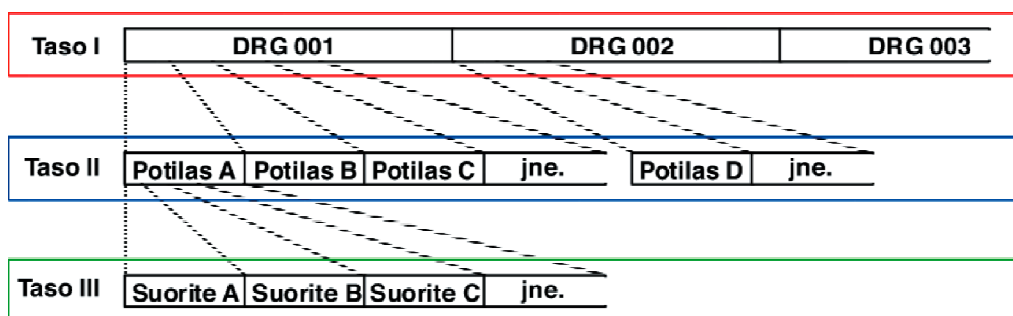 Taso I DRG 001 DRG 002 DRG 003
Taso II Potilas A Potilas B Potilas C jne. Potilas D jne.
Taso III Suorite A Suorite B Suorite C jne.